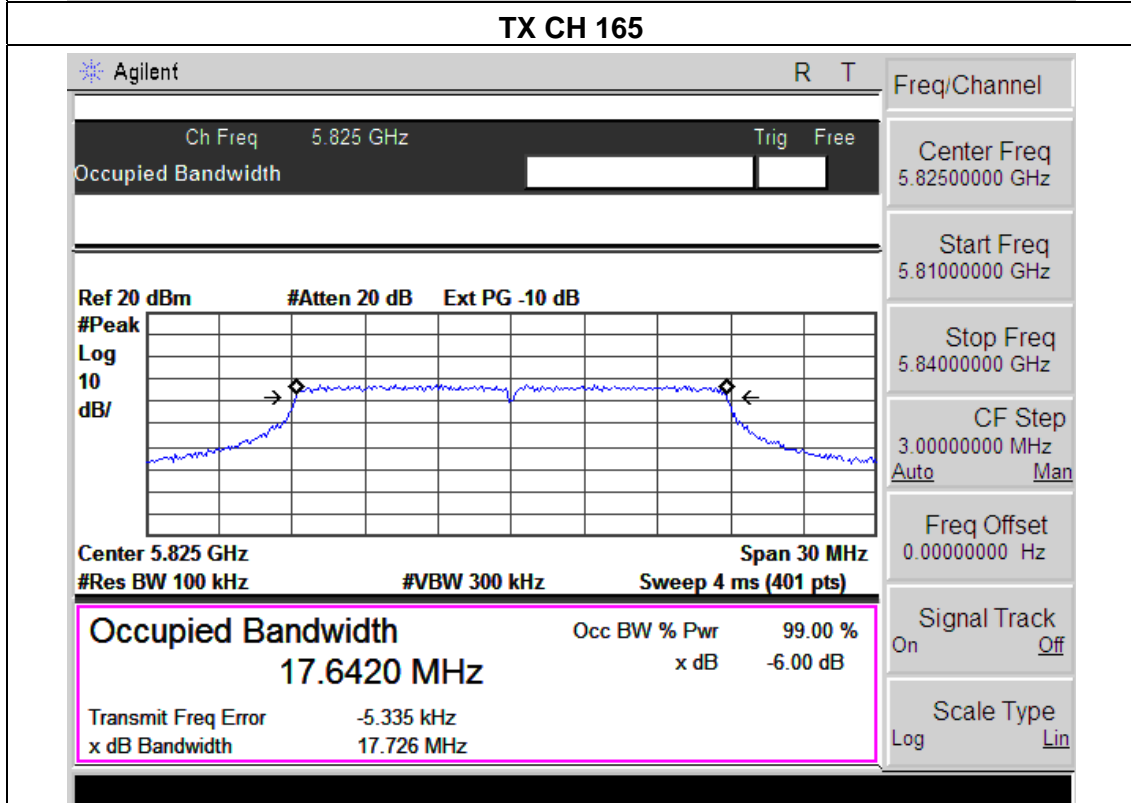 TX CH 165
Agilent R T
Freq/Channel
Ch Freq 5.825 GHz Trig Free
Occupied Bandwidth
Center Freq
5.82500000 GHz
Start Freq
5.81000000 GHz
Stop Freq
5.84000000 GHz
CF Step
3.00000000 MHz
Auto Man
Freq Offset
0.00000000 Hz
Signal Track
On Off
Scale Type
Log Lin
Ref 20 dBm #Atten 20 dB Ext PG -10 dB
#Peak
Log
10
dB/
Center 5.825 GHz Span 30 MHz
#Res BW 100 kHz #VBW 300 kHz Sweep 4 ms (401 pts)
Occupied Bandwidth
17.6420 MHz
Occ BW % Pwr 99.00 %
x dB -6.00 dB
Transmit Freq Error -5.335 kHz
x dB Bandwidth 17.726 MHz